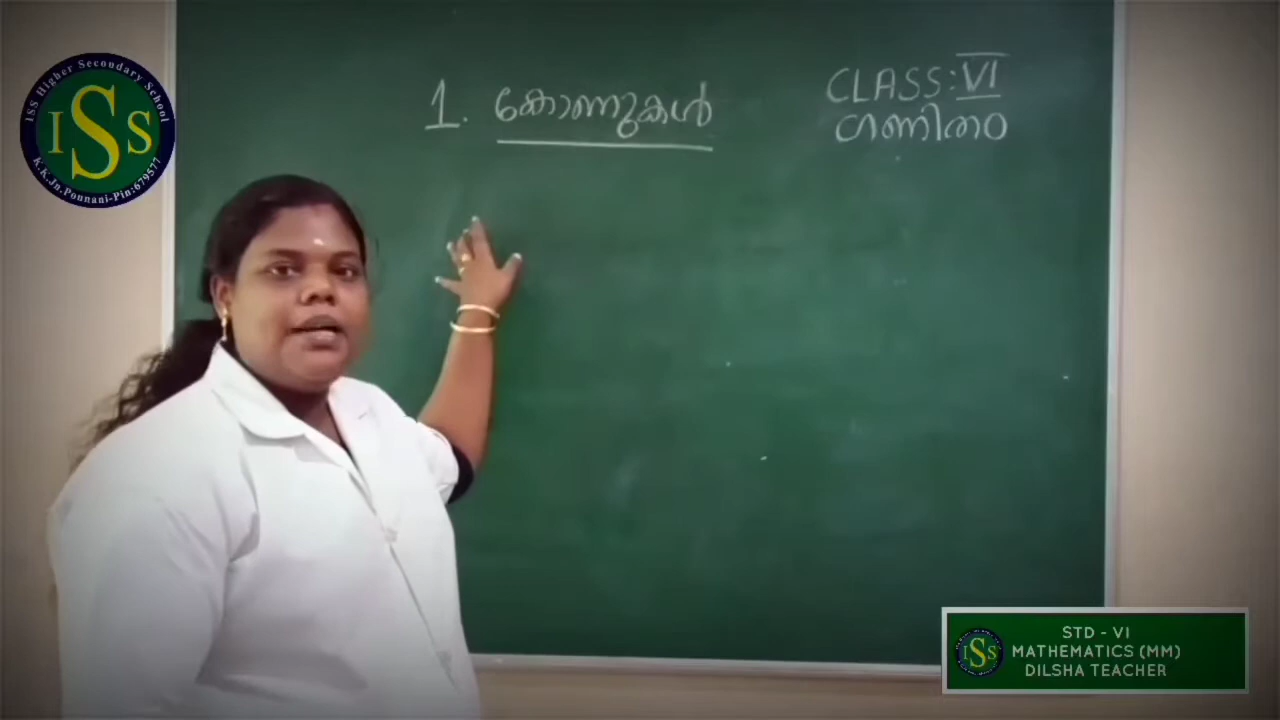 ISS Higher Secondary School
ISS
K.K.Jn.Ponnani-Pin:679577
1. കോണുകൾ
CLASS: VI
ഗണിതം
ISS
STD - VI
MATHEMATICS (MM)
DILSHA TEACHER